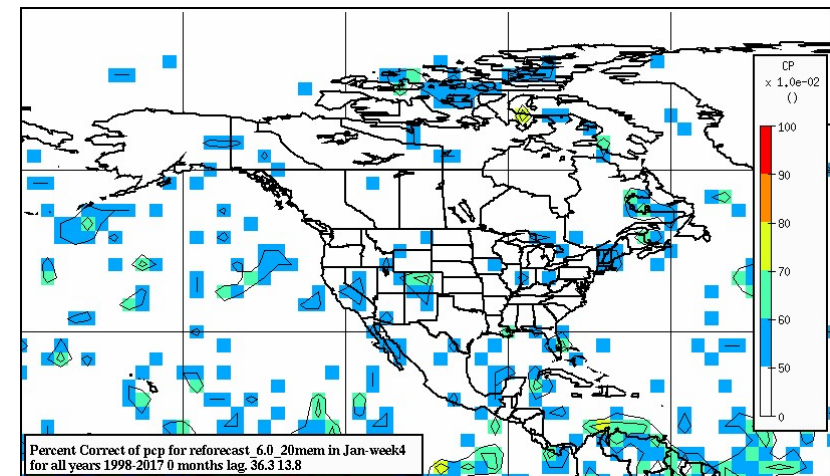 CP
x 1.0e-02
()
100
90
80
70
60
50
0
Percent Correct of pcp for reforecast_6.0_20mem in Jan-week4
for all years 1998-2017 0 months lag. 36.3 13.8